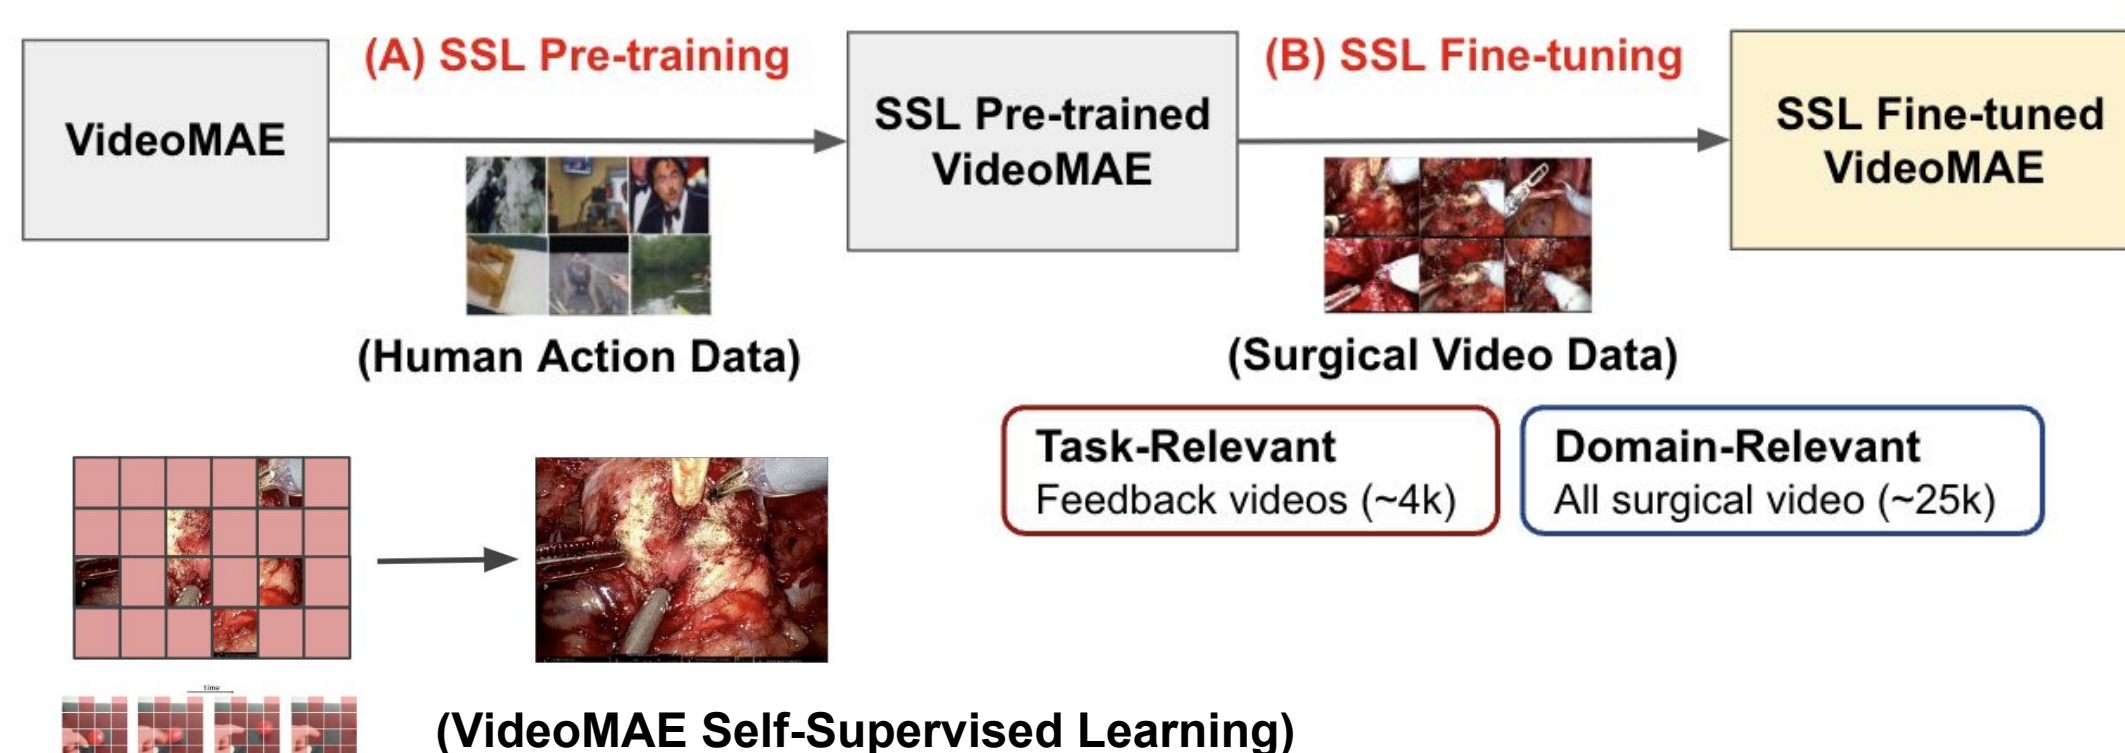 (A) SSL Pre-training
(B) SSL Fine-tuning
VideoMAE
SSL Pre-trained
VideoMAE
SSL Fine-tuned
VideoMAE
(Human Action Data)
(Surgical Video Data)
Task-Relevant
Feedback videos (~4k)
Domain-Relevant
All surgical video (~25k)
time
(VideoMAE Self-Supervised Learning)